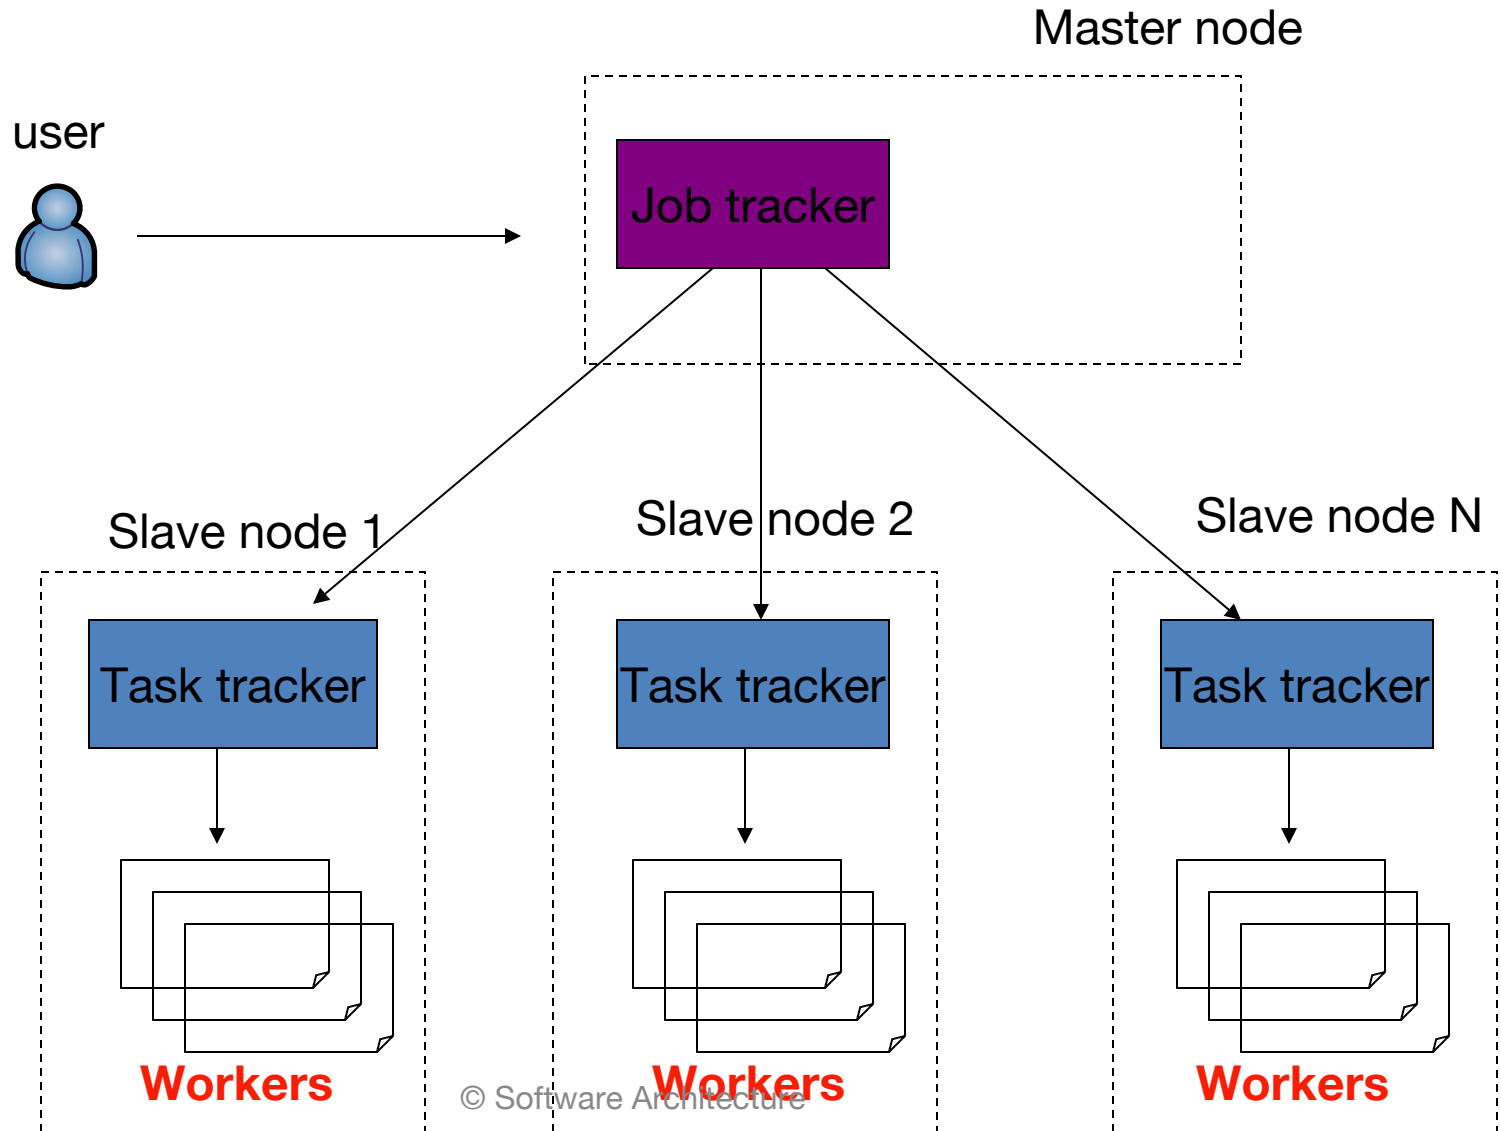 Master node
user
Job tracker
Slave node 1
Slave node 2
Slave node N
Task tracker
Task tracker
Task tracker
Workers
Workers
Workers
© Software Architecture